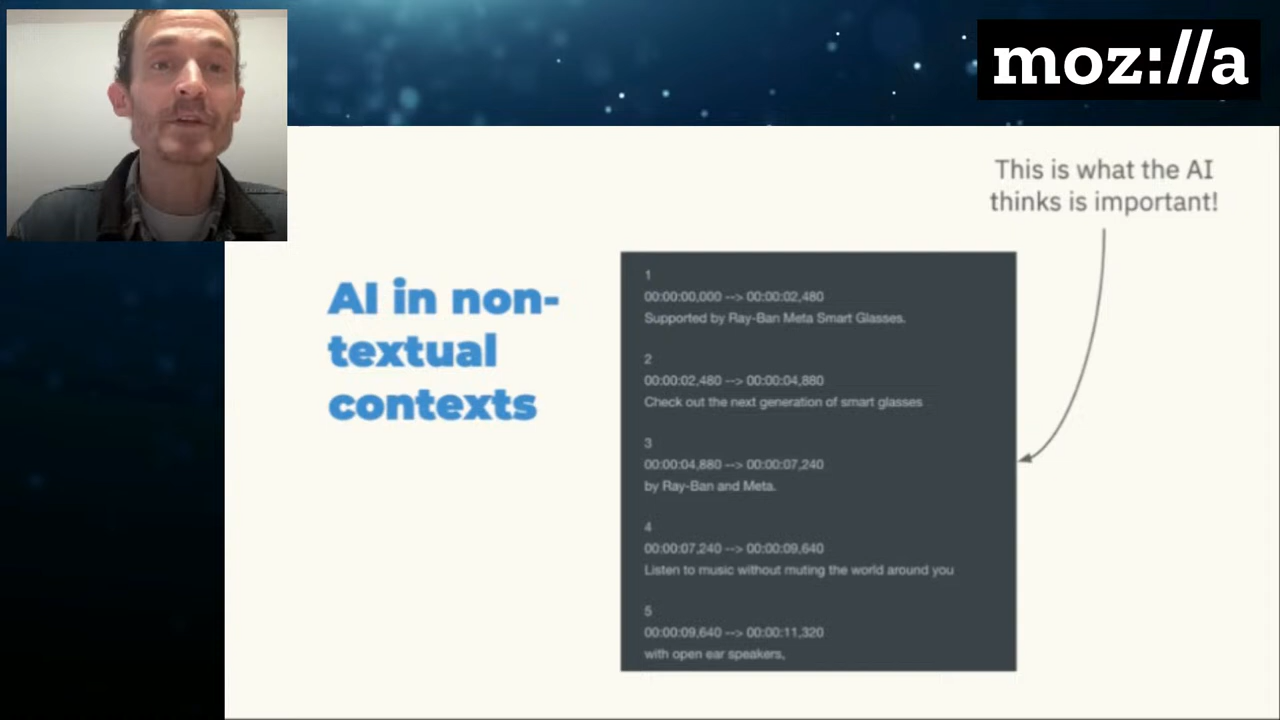 moz://a
This is what the AI
thinks is important!
AI in non-
textual
contexts
1
00:00:00,000 --> 00:00:02,480
Supported by Ray-Ban Meta Smart Glasses.
2
00:00:02,480 --> 00:00:04,880
Check out the next generation of smart glasses
3
00:00:04,880 --> 00:00:07,240
by Ray-Ban and Meta.
4
00:00:07,240 --> 00:00:09,640
Listen to music without muting the world around you
5
00:00:09,640 --> 00:00:11,320
with open ear speakers,